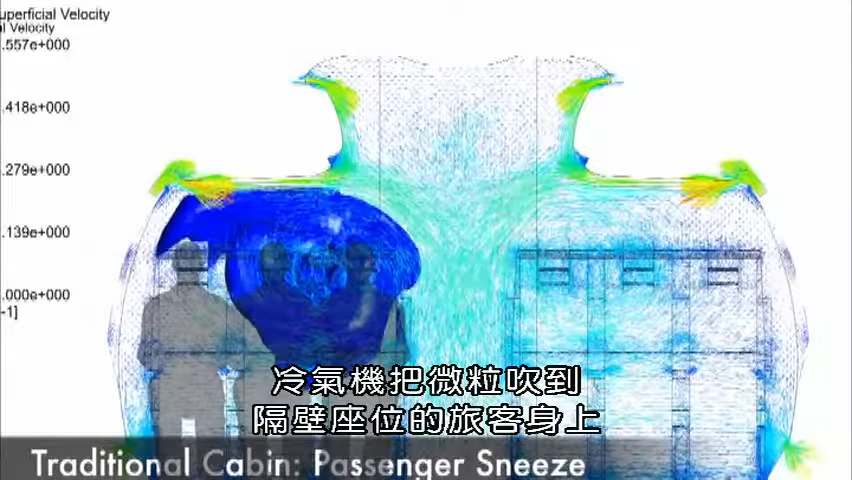 uperficial Velocity
al Velocity
.557e+000
.418e+000
.279e+000
.139e+000
.000e+000
-1]
冷氣機把微粒吹到
隔壁座位的旅客身上
Traditional Cabin: Passenger Sneeze